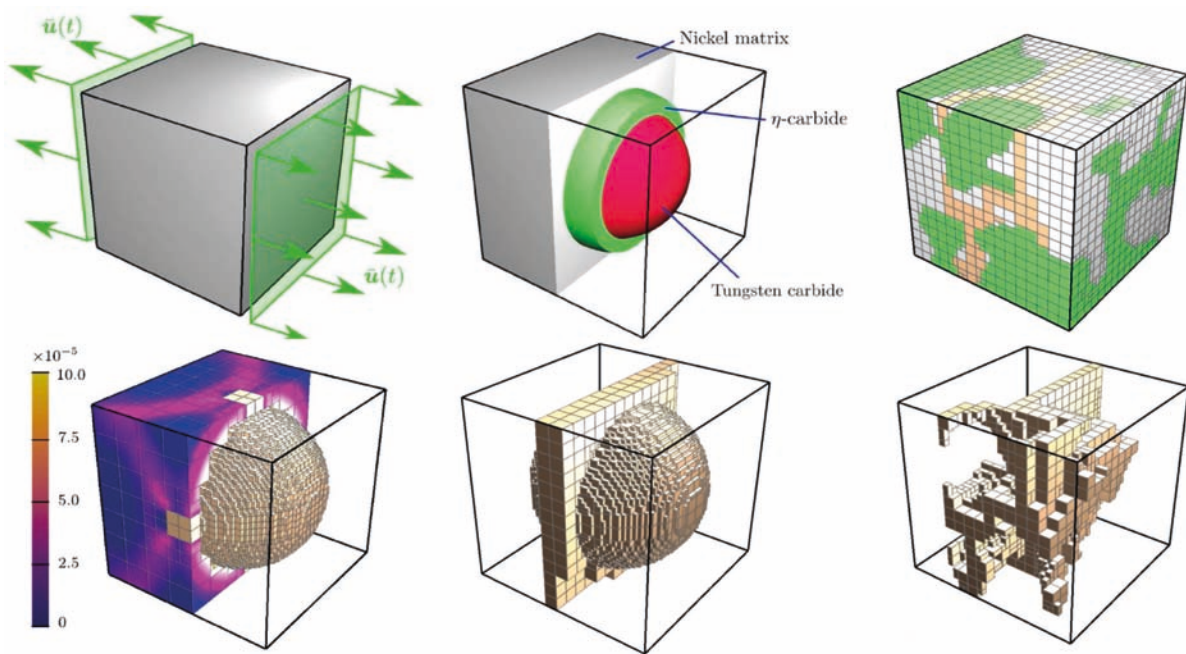 ū(t)
Nickel matrix
η-carbide
ū(t)
Tungsten carbide
×10⁻⁵
10.0
7.5
5.0
2.5
0